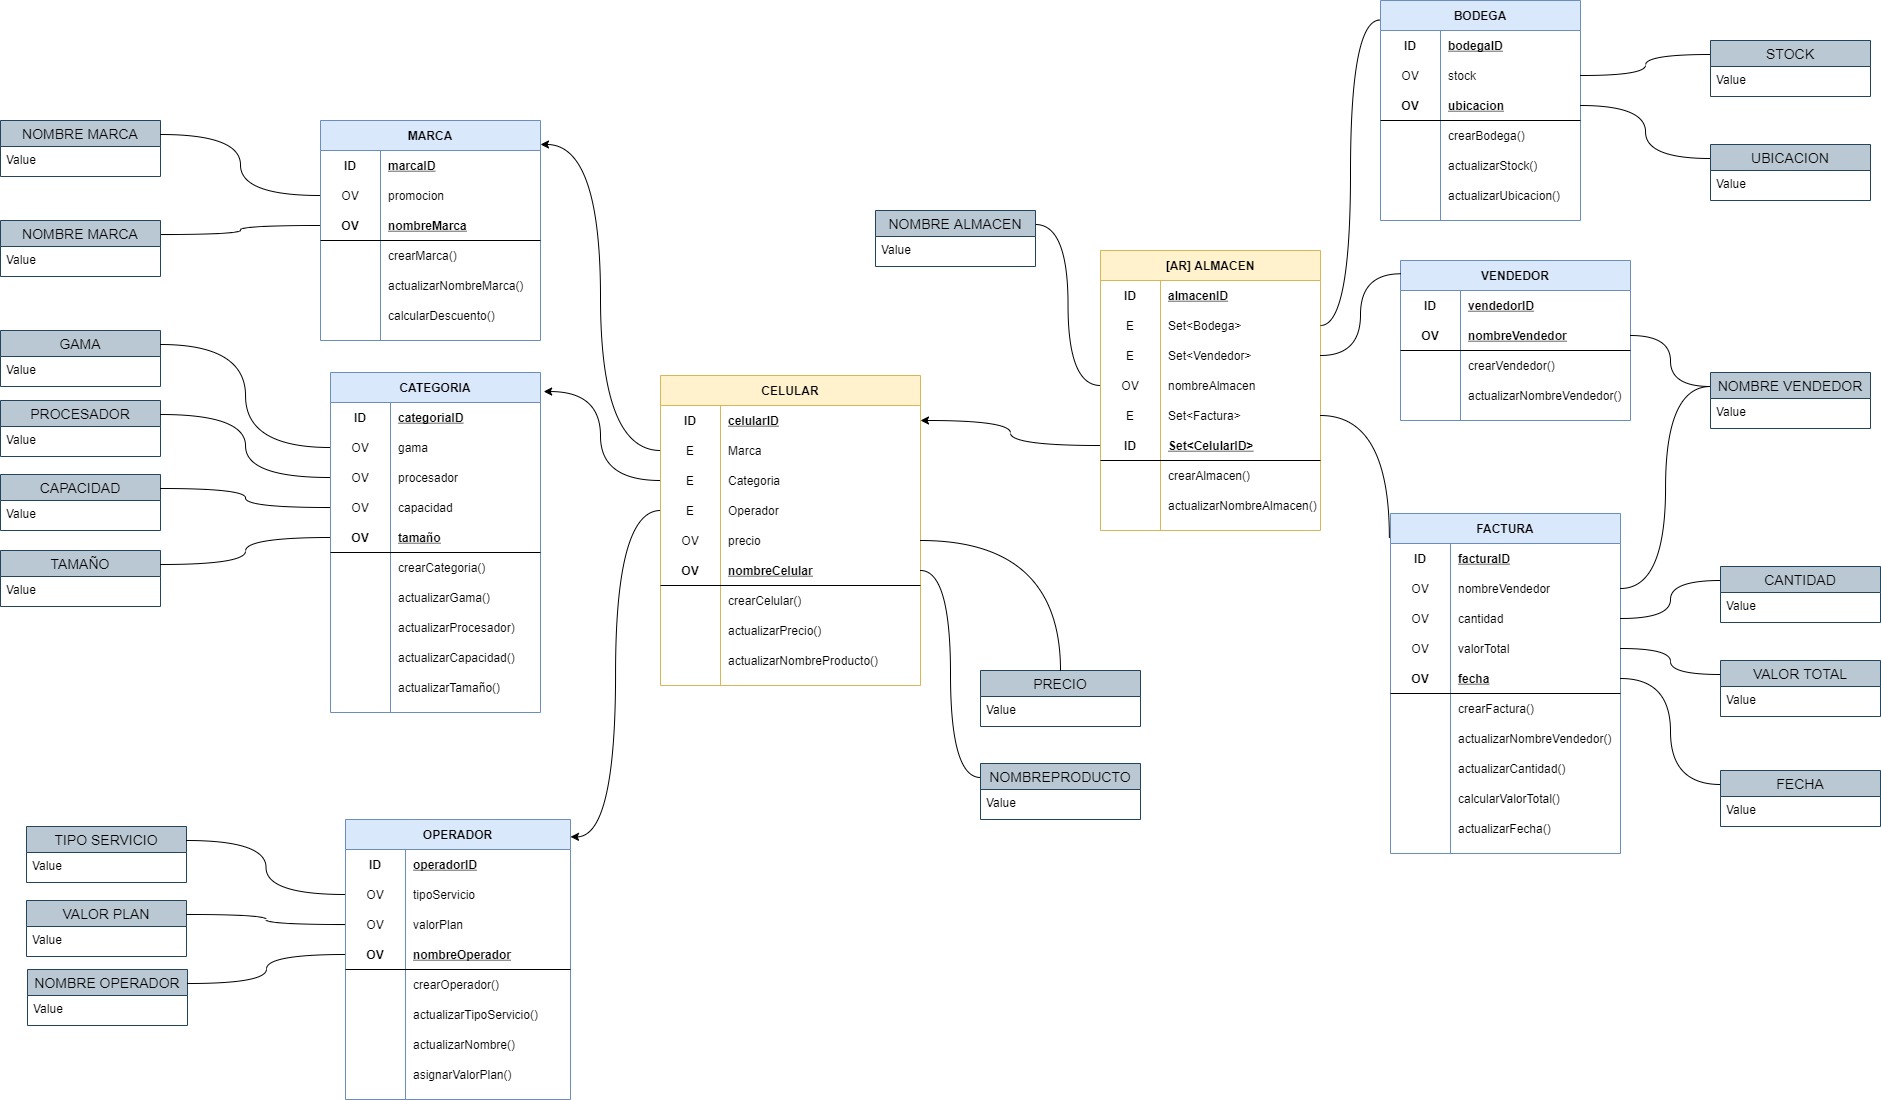 NOMBRE MARCA
Value
NOMBRE MARCA
Value
GAMA
Value
PROCESADOR
Value
CAPACIDAD
Value
TAMAÑO
Value
TIPO SERVICIO
Value
VALOR PLAN
Value
NOMBRE OPERADOR
Value
MARCA
ID marcaID
OV promocion
OV nombreMarca
crearMarca()
actualizarNombreMarca()
calcularDescuento()
CATEGORIA
ID categoriaID
OV gama
OV procesador
OV capacidad
OV tamaño
crearCategoria()
actualizarGama()
actualizarProcesador)
actualizarCapacidad()
actualizarTamaño()
OPERADOR
ID operadorID
OV tipoServicio
OV valorPlan
OV nombreOperador
crearOperador()
actualizarTipoServicio()
actualizarNombre()
asignarValorPlan()
CELULAR
ID celularID
E Marca
E Categoria
E Operador
OV precio
OV nombreCelular
crearCelular()
actualizarPrecio()
actualizarNombreProducto()
NOMBRE ALMACEN
Value
PRECIO
Value
NOMBREPRODUCTO
Value
[AR] ALMACEN
ID almacenID
E Set<Bodega>
E Set<Vendedor>
OV nombreAlmacen
E Set<Factura>
ID Set<CelularID>
crearAlmacen()
actualizarNombreAlmacen()
BODEGA
ID bodegaID
OV stock
OV ubicacion
crearBodega()
actualizarStock()
actualizarUbicacion()
VENDEDOR
ID vendedorID
OV nombreVendedor
crearVendedor()
actualizarNombreVendedor()
FACTURA
ID facturaID
OV nombreVendedor
OV cantidad
OV valorTotal
OV fecha
crearFactura()
actualizarNombreVendedor()
actualizarCantidad()
calcularValorTotal()
actualizarFecha()
STOCK
Value
UBICACION
Value
NOMBRE VENDEDOR
Value
CANTIDAD
Value
VALOR TOTAL
Value
FECHA
Value